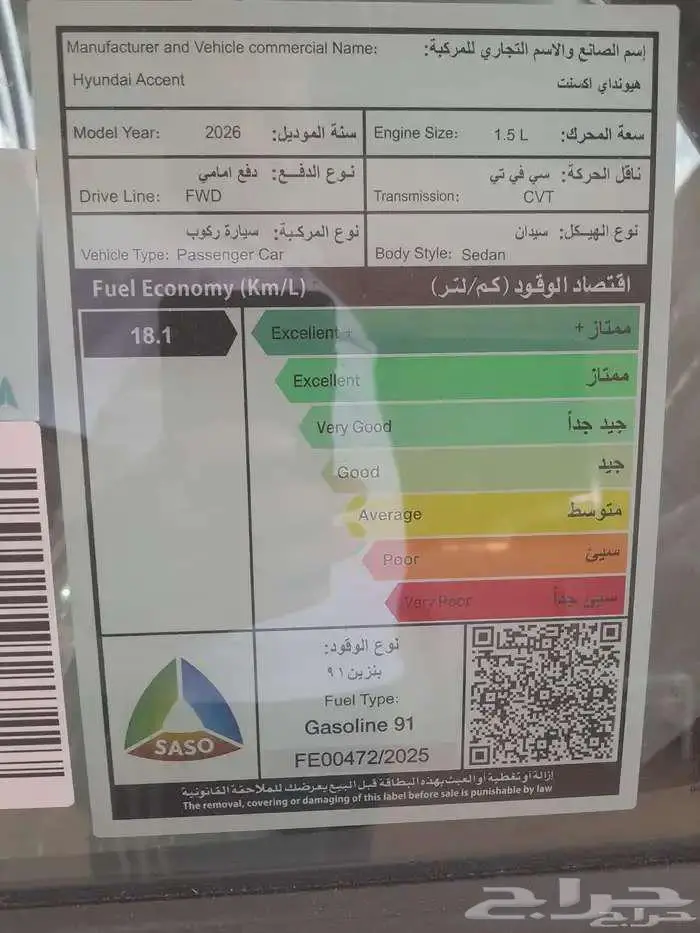 Manufacturer and Vehicle commercial Name:
إسم الصانع والاسم التجاري للمركبة:
Hyundai Accent
هيونداي اكسنت
Model Year: 2026 سنة الموديل:
Engine Size: 1.5 L سعة المحرك:
نوع الدفع: دفع امامي
Drive Line: FWD
ناقل الحركة: سي في تي
Transmission: CVT
نوع المركبة: سيارة ركوب
Vehicle Type: Passenger Car
نوع الهيكل: سيدان
Body Style: Sedan
Fuel Economy (Km/L) اقتصاد الوقود (كم/لتر)
18.1
Excellent + ممتاز +
Excellent ممتاز
Very Good جيد جداً
Good جيد
Average متوسط
Poor سيئ
Very Poor سيئ جداً
SASO
نوع الوقود:
بنزين ٩١
Fuel Type:
Gasoline 91
FE00472/2025
إزالة أو تغطية أو العبث بهذه البطاقة قبل البيع يعرضك للملاحقة القانونية
The removal, covering or damaging of this label before sale is punishable by law
حراج
حراج